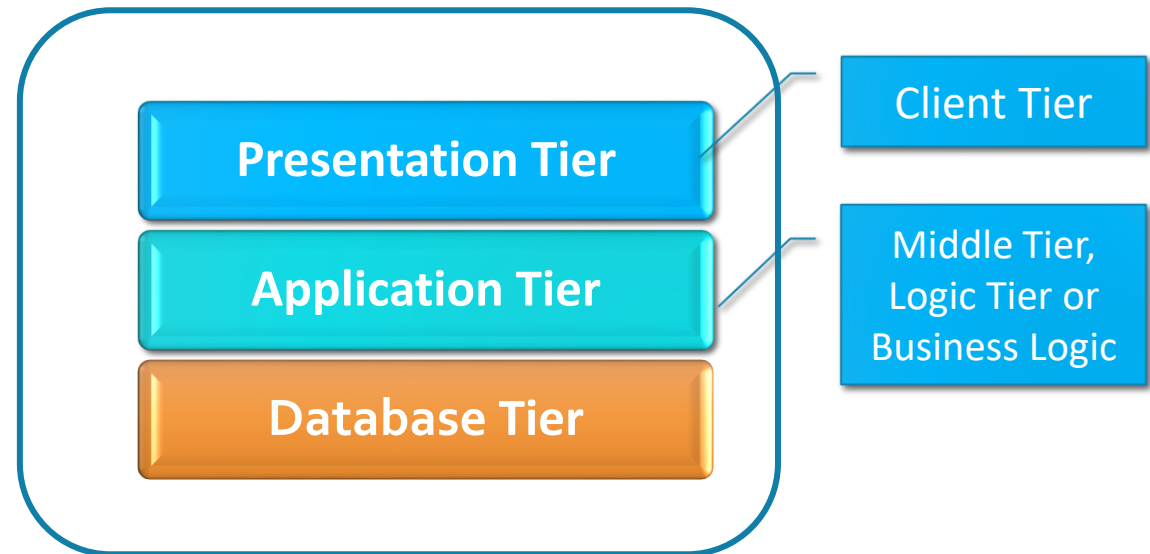 Presentation Tier
Client Tier
Application Tier
Middle Tier,
Logic Tier or
Business Logic
Database Tier